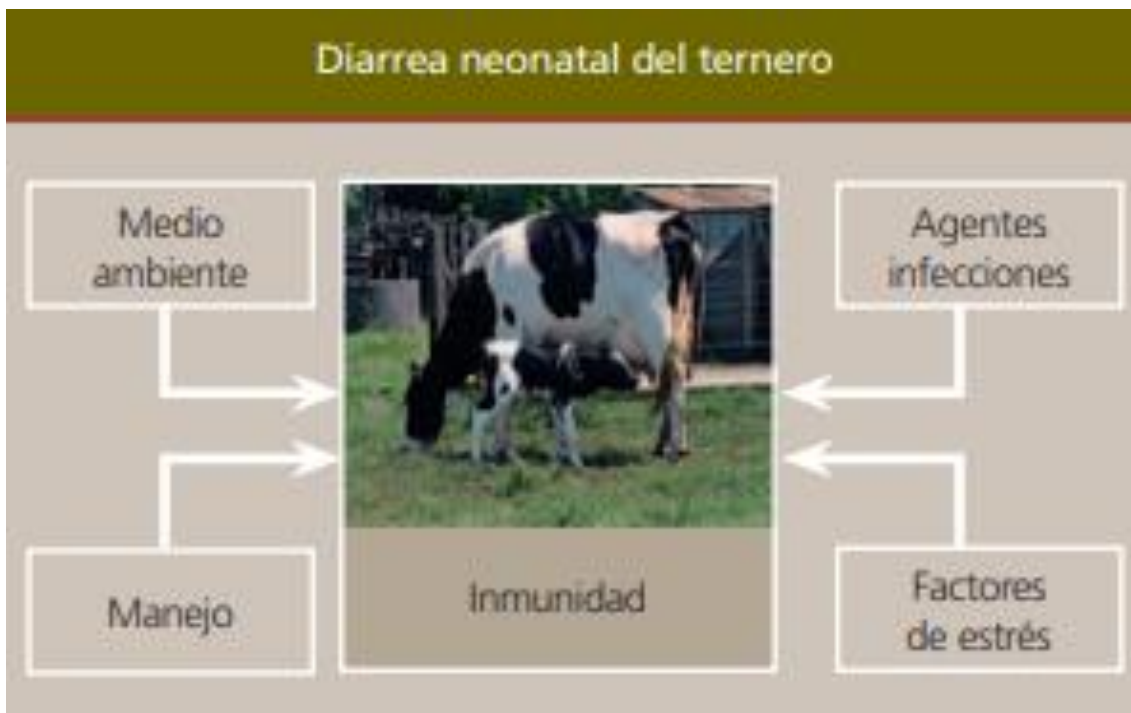 Diarrea neonatal del ternero
Medio
ambiente
Agentes
infecciones
Manejo
Inmunidad
Factores
de estrés